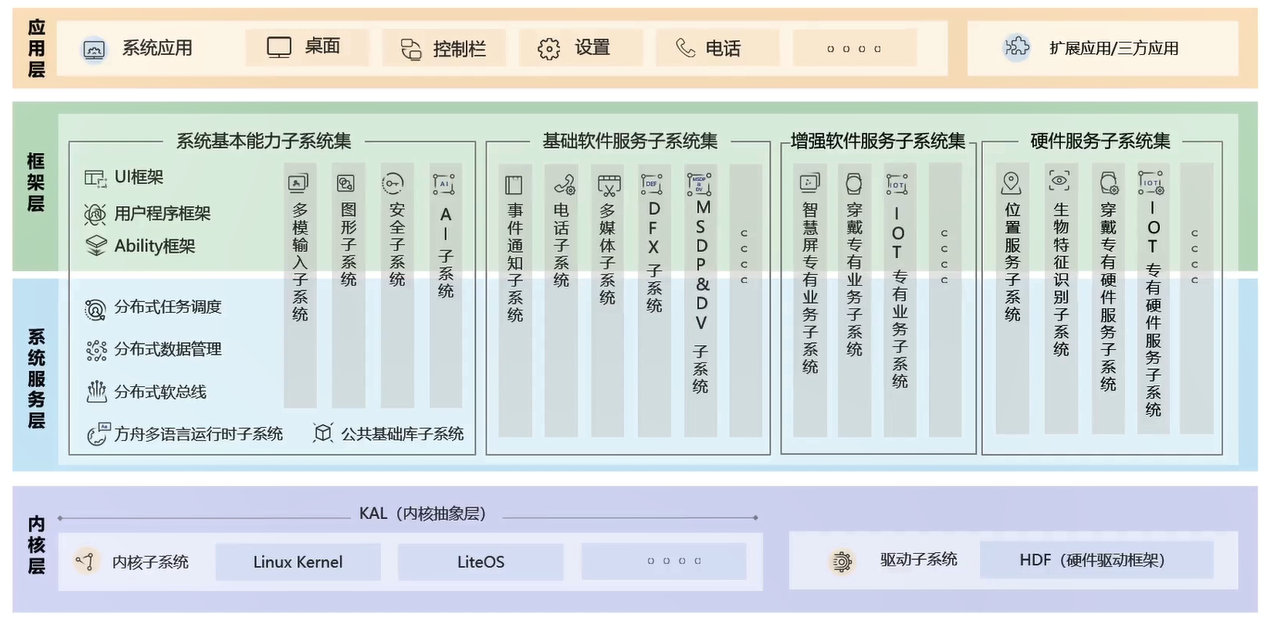 应用层
系统应用
桌面
控制栏
设置
电话
扩展应用/三方应用
框架层
系统服务层
系统基本能力子系统集
UI框架
用户程序框架
Ability框架
分布式任务调度
分布式数据管理
分布式软总线
方舟多语言运行时子系统
公共基础库子系统
多模输入子系统
图形子系统
安全子系统
AI
AI子系统
基础软件服务子系统集
事件通知子系统
电话子系统
多媒体子系统
DEF
DFX子系统
MSDP
&
DV
MSDP&DV子系统
增强软件服务子系统集
智慧屏专有业务子系统
穿戴专有业务子系统
IOT
IOT专有业务子系统
硬件服务子系统集
位置服务子系统
生物特征识别子系统
穿戴专有硬件服务子系统
IOT
IOT专有硬件服务子系统
内核层
KAL（内核抽象层）
内核子系统
Linux Kernel
LiteOS
驱动子系统
HDF（硬件驱动框架）